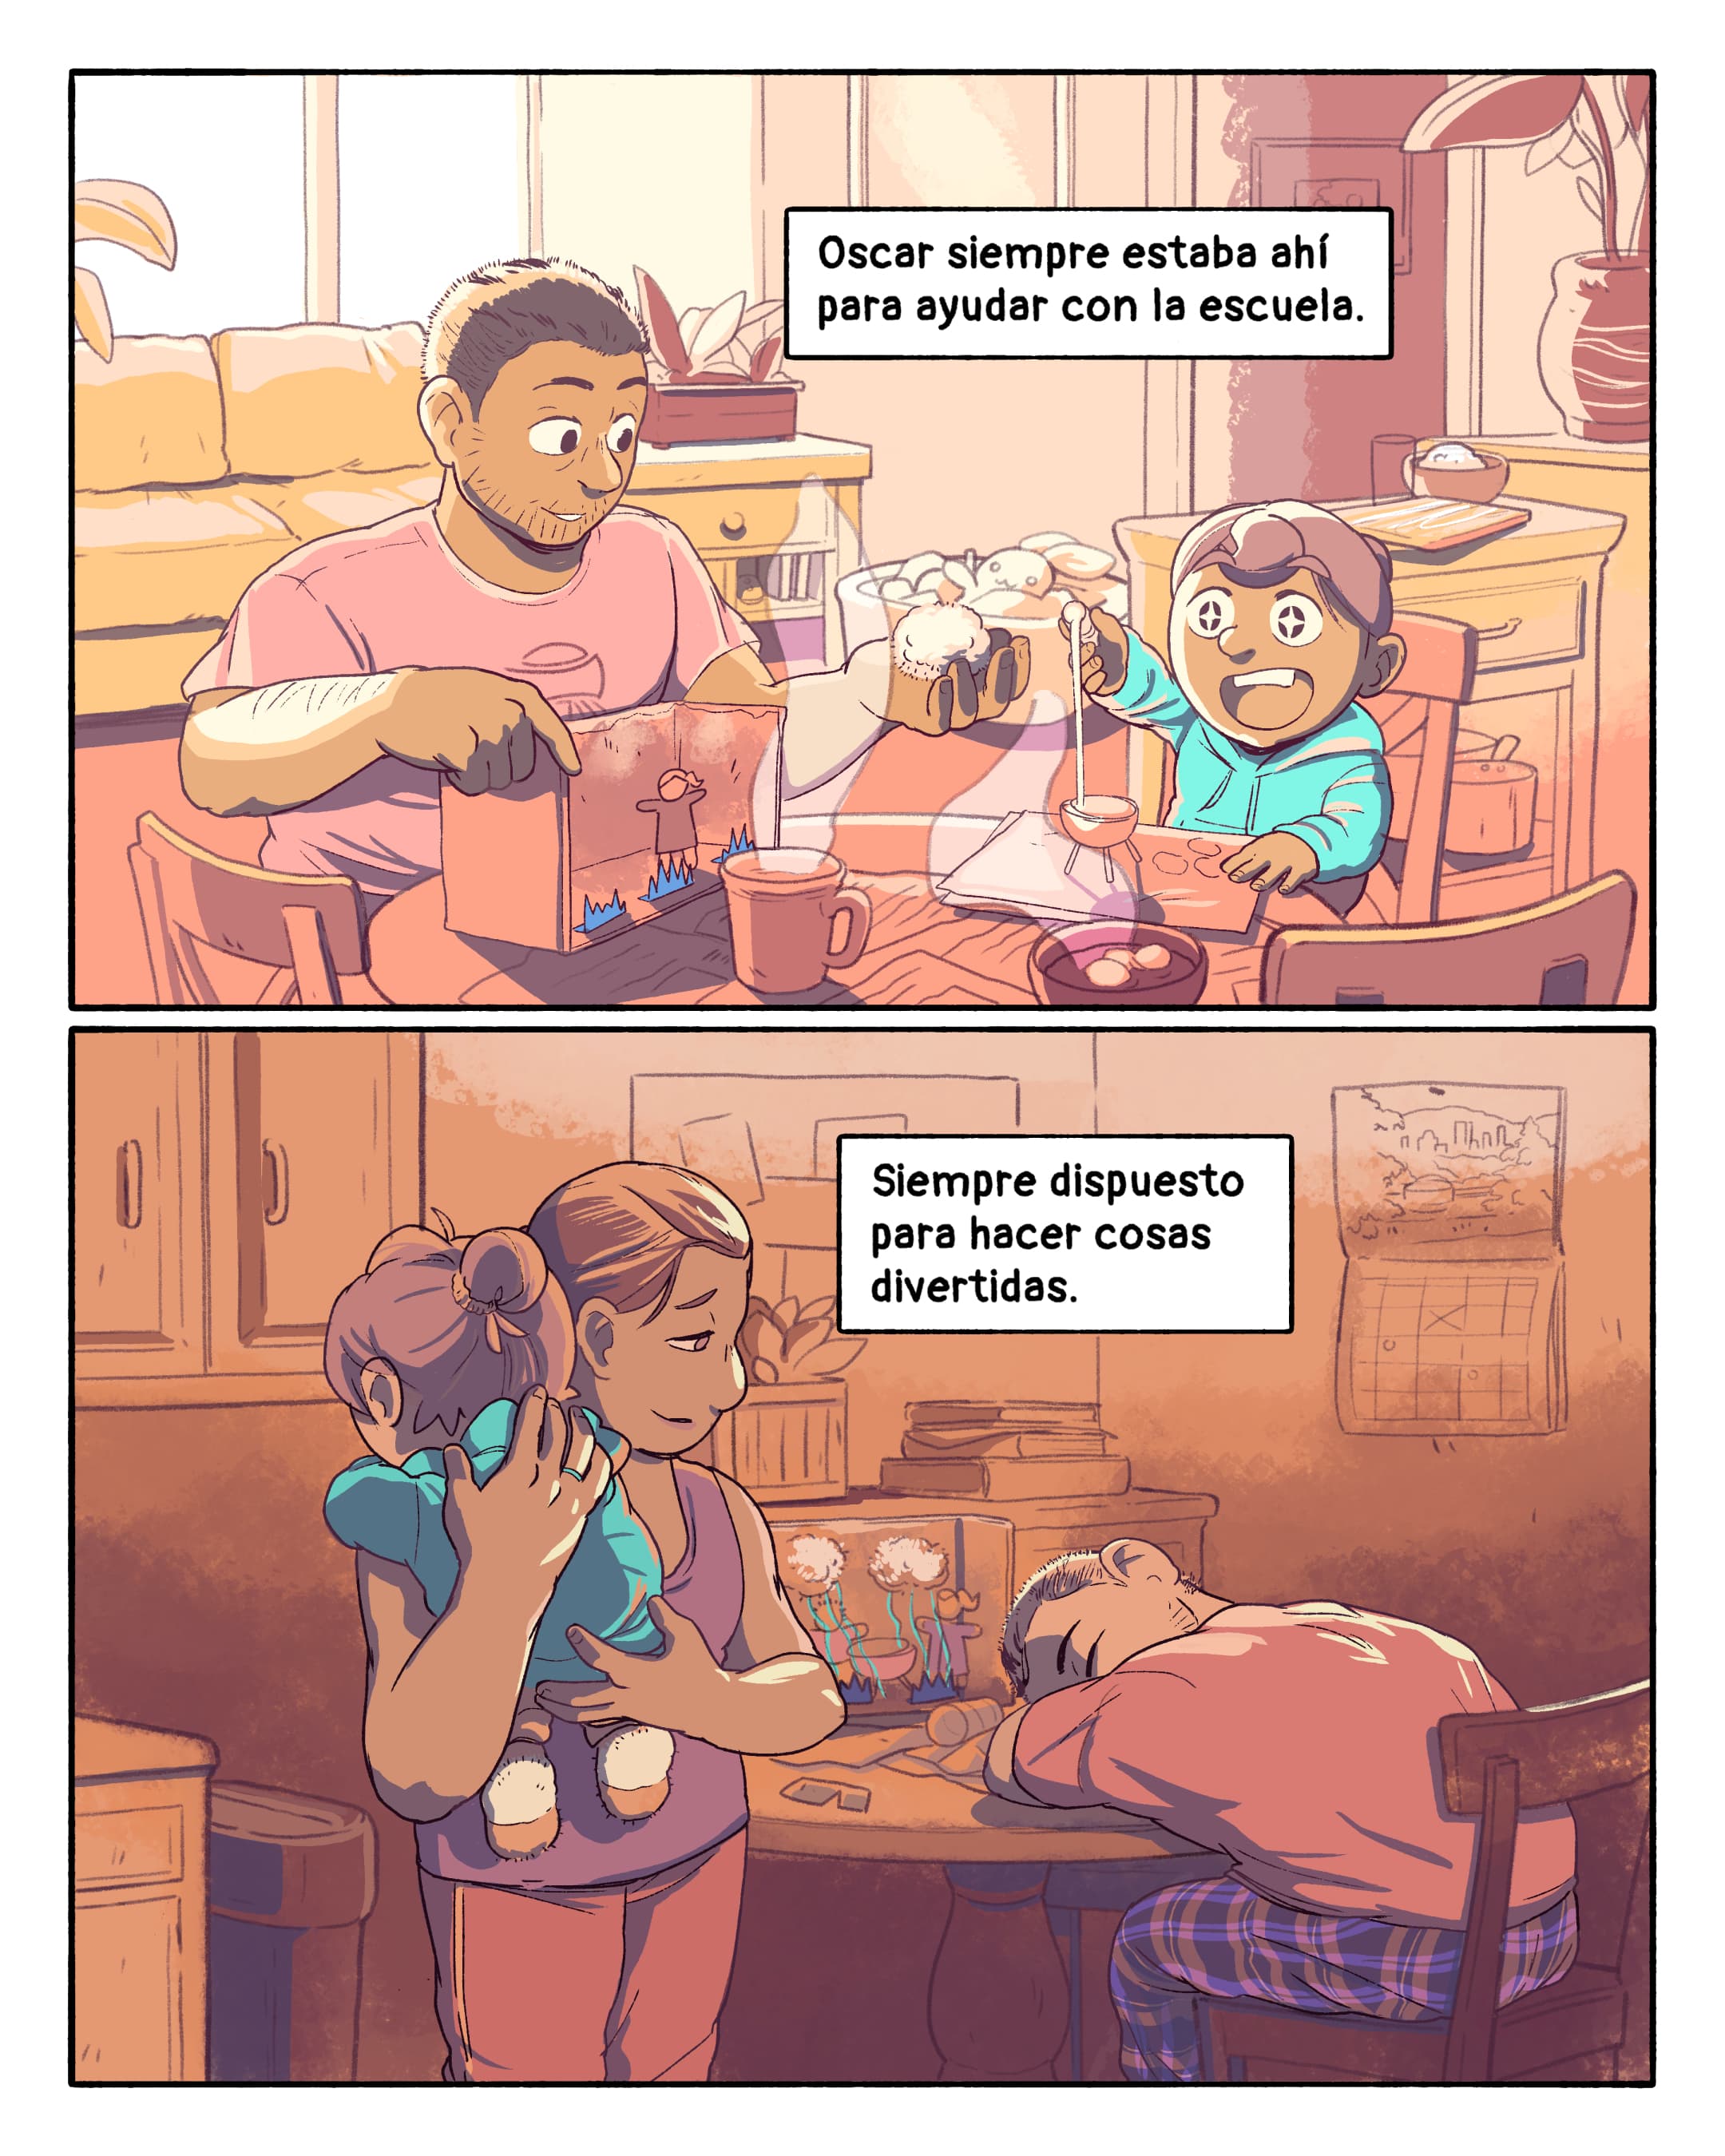 Oscar siempre estaba ahí
para ayudar con la escuela.
Siempre dispuesto
para hacer cosas
divertidas.